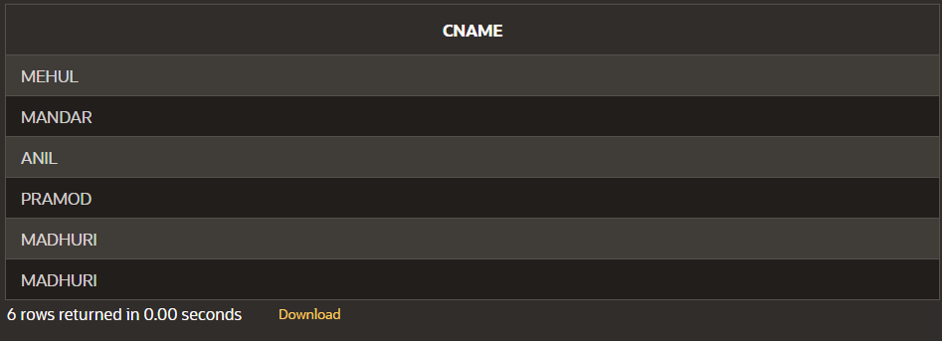 CNAME
MEHUL
MANDAR
ANIL
PRAMOD
MADHURI
MADHURI
6 rows returned in 0.00 seconds Download